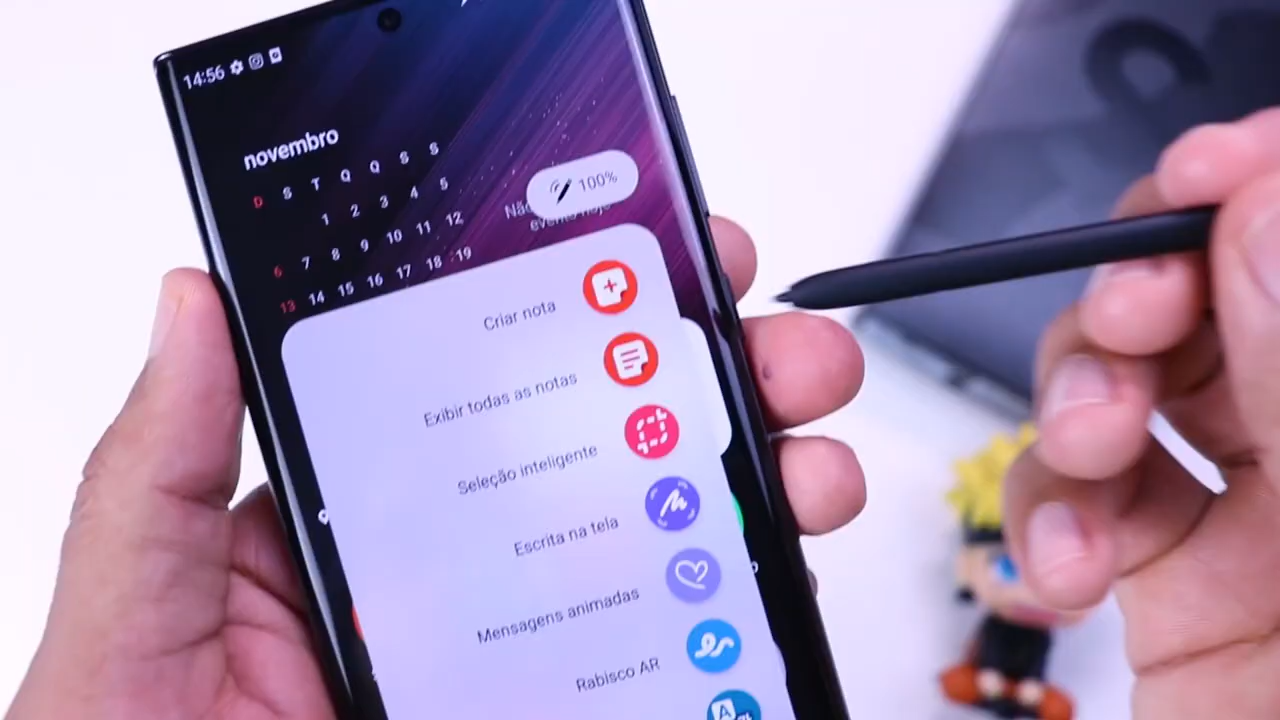 14:56
novembro
D S T Q Q S S
1 2 3 4 5
6 7 8 9 10 11 12
13 14 15 16 17 18 19
100%
Criar nota
Exibir todas as notas
Seleção inteligente
Escrita na tela
Mensagens animadas
Rabisco AR
A